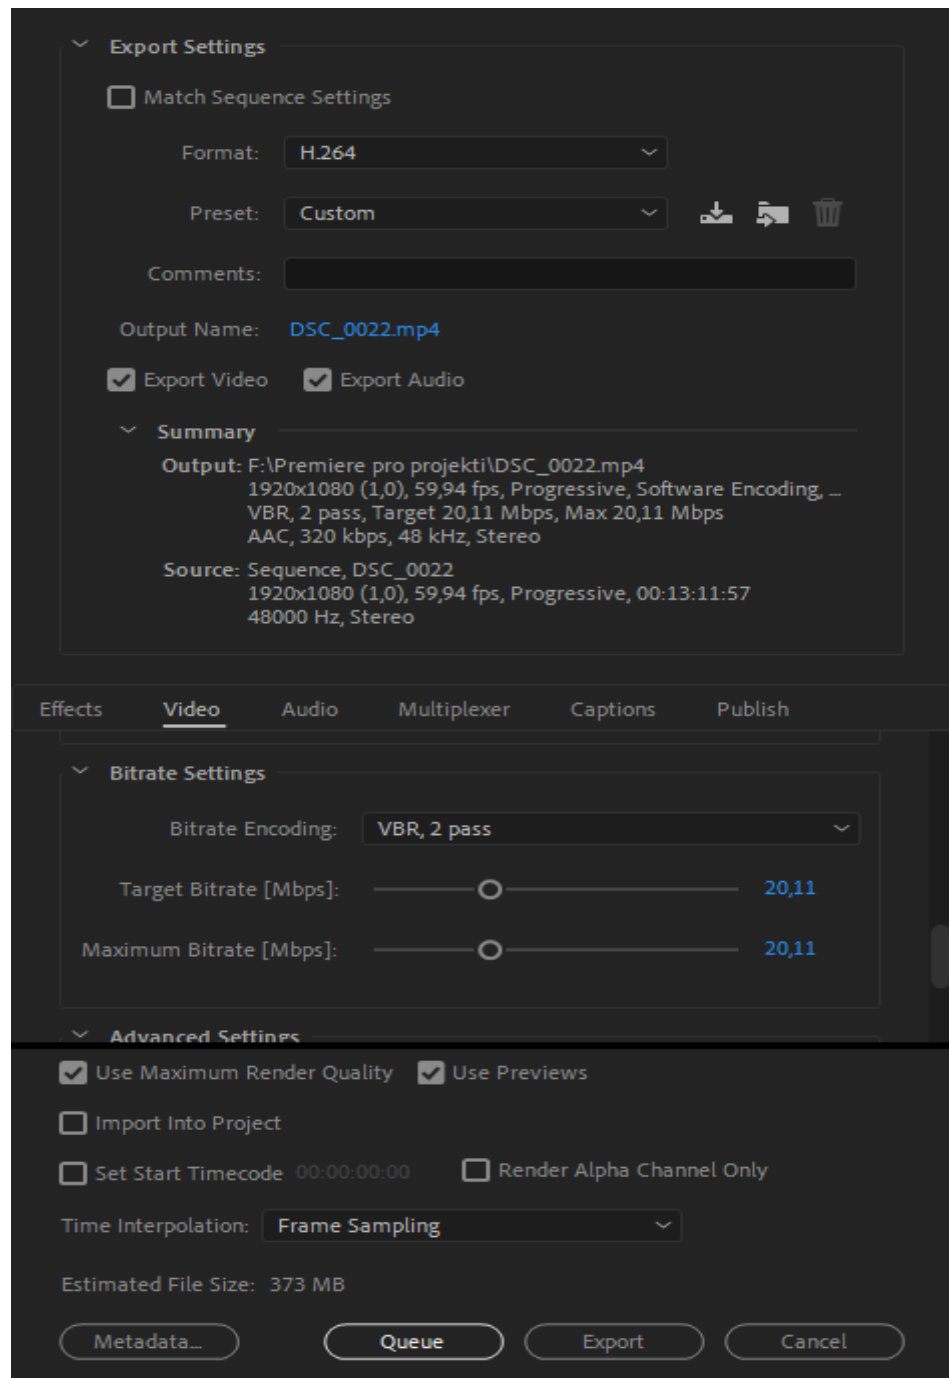 Export Settings
Match Sequence Settings
Format: H.264
Preset: Custom
Comments:
Output Name: DSC_0022.mp4
Export Video Export Audio
Summary
Output: F:\Premiere pro projekti\DSC_0022.mp4
1920x1080 (1,0), 59,94 fps, Progressive, Software Encoding, ...
VBR, 2 pass, Target 20,11 Mbps, Max 20,11 Mbps
AAC, 320 kbps, 48 kHz, Stereo
Source: Sequence, DSC_0022
1920x1080 (1,0), 59,94 fps, Progressive, 00:13:11:57
48000 Hz, Stereo
Effects Video Audio Multiplexer Captions Publish
Bitrate Settings
Bitrate Encoding: VBR, 2 pass
Target Bitrate [Mbps]: 20,11
Maximum Bitrate [Mbps]: 20,11
Advanced Settings
Use Maximum Render Quality Use Previews
Import Into Project
Set Start Timecode 00:00:00:00 Render Alpha Channel Only
Time Interpolation: Frame Sampling
Estimated File Size: 373 MB
Metadata... Queue Export Cancel